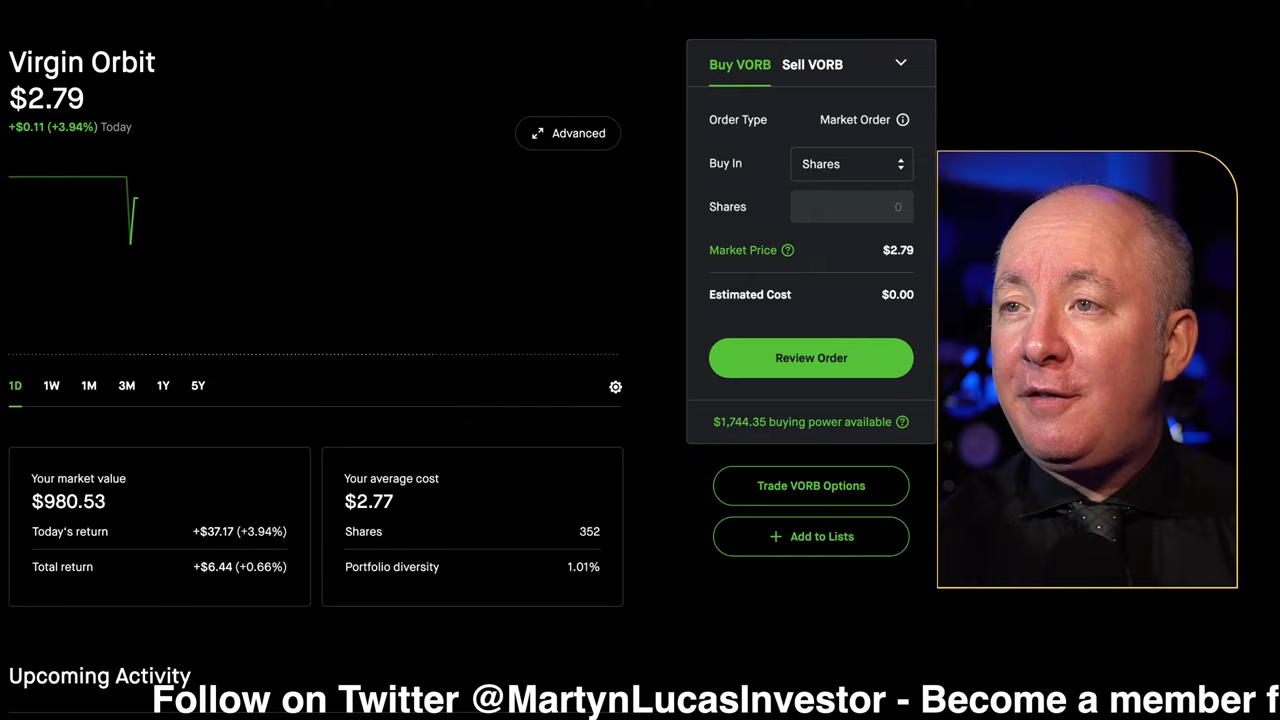 Virgin Orbit
$2.79
+$0.11 (+3.94%) Today
Advanced
1D 1W 1M 3M 1Y 5Y
Your market value
$980.53
Today's return +$37.17 (+3.94%)
Total return +$6.44 (+0.66%)
Your average cost
$2.77
Shares 352
Portfolio diversity 1.01%
Upcoming Activity
Buy VORB Sell VORB
Order Type Market Order
Buy In Shares
Shares 0
Market Price $2.79
Estimated Cost $0.00
Review Order
$1,744.35 buying power available
Trade VORB Options
+ Add to Lists
Follow on Twitter @MartynLucasInvestor - Become a member f